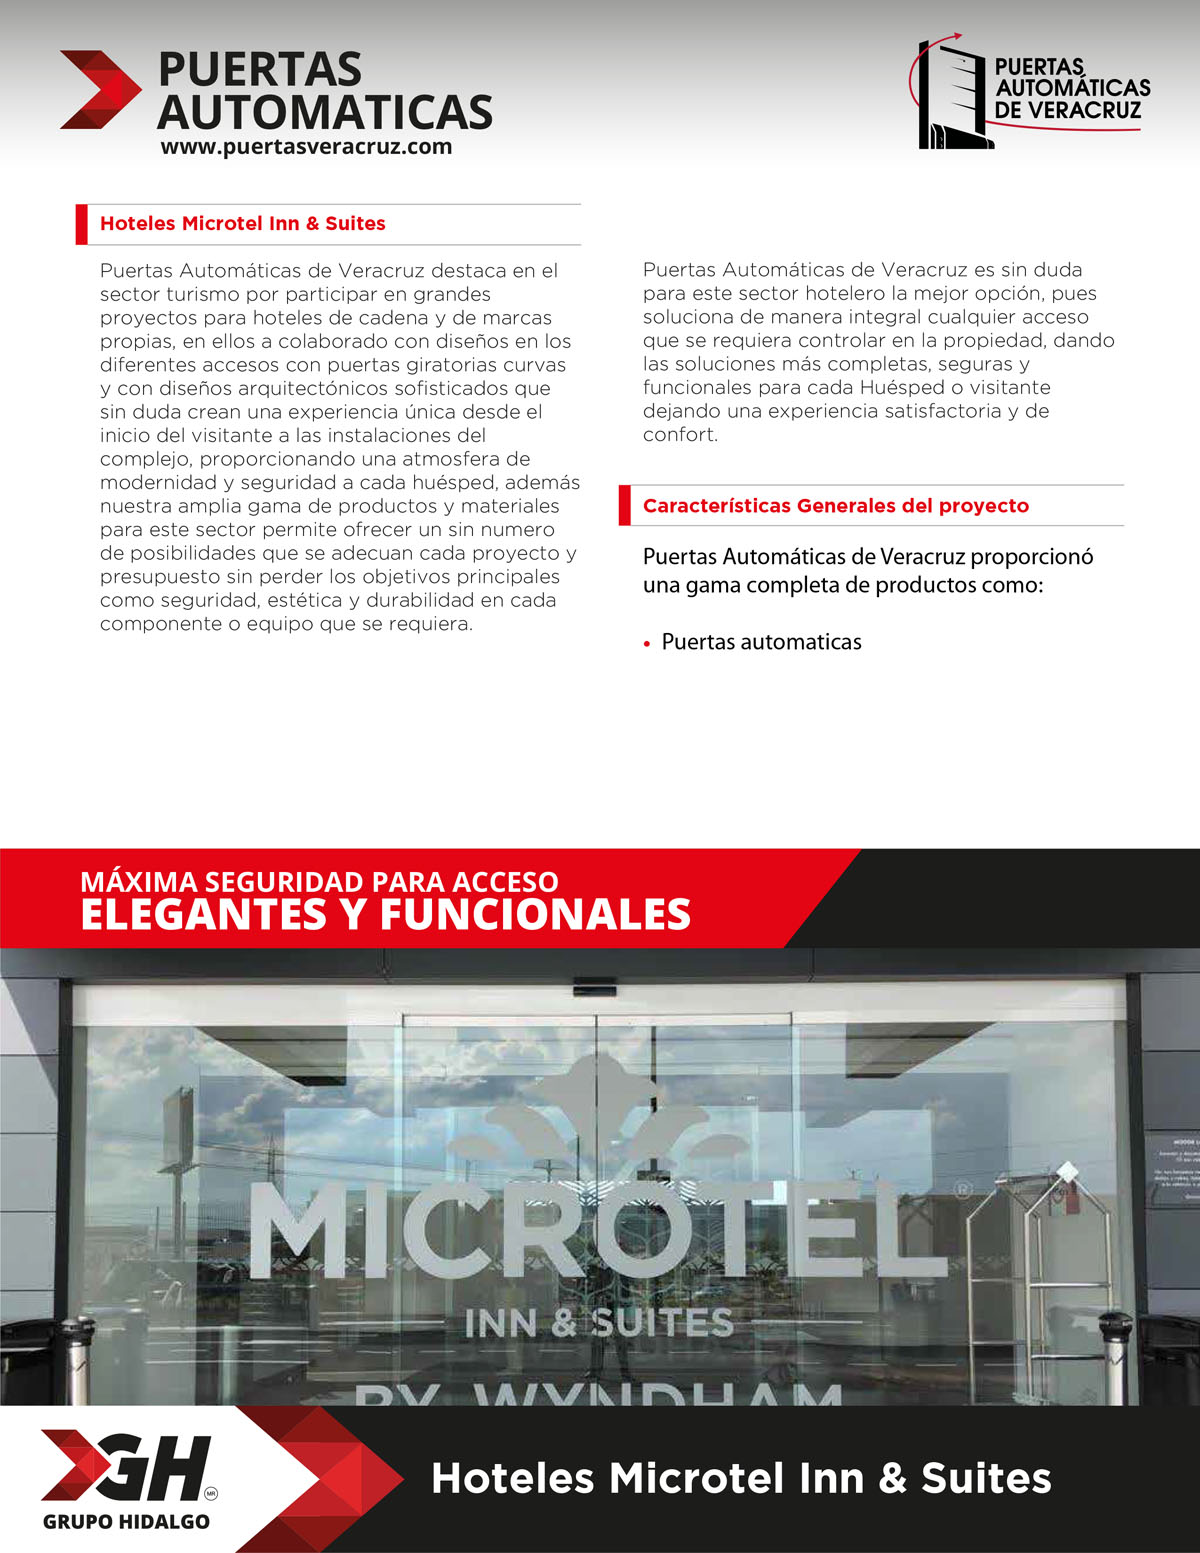 PUERTAS
AUTOMATICAS
www.puertasveracruz.com
PUERTAS
AUTOMÁTICAS
DE VERACRUZ
Hoteles Microtel Inn & Suites
Puertas Automáticas de Veracruz destaca en el
sector turismo por participar en grandes
proyectos para hoteles de cadena y de marcas
propias, en ellos a colaborado con diseños en los
diferentes accesos con puertas giratorias curvas
y con diseños arquitectónicos sofisticados que
sin duda crean una experiencia única desde el
inicio del visitante a las instalaciones del
complejo, proporcionando una atmosfera de
modernidad y seguridad a cada huésped, además
nuestra amplia gama de productos y materiales
para este sector permite ofrecer un sin numero
de posibilidades que se adecuan cada proyecto y
presupuesto sin perder los objetivos principales
como seguridad, estética y durabilidad en cada
componente o equipo que se requiera.
Puertas Automáticas de Veracruz es sin duda
para este sector hotelero la mejor opción, pues
soluciona de manera integral cualquier acceso
que se requiera controlar en la propiedad, dando
las soluciones más completas, seguras y
funcionales para cada Huésped o visitante
dejando una experiencia satisfactoria y de
confort.
Características Generales del proyecto
Puertas Automáticas de Veracruz proporcionó
una gama completa de productos como:
• Puertas automaticas
MÁXIMA SEGURIDAD PARA ACCESO
ELEGANTES Y FUNCIONALES
MICROTEL®
INN & SUITES
BY WYNDHAM
GH MR
GRUPO HIDALGO
Hoteles Microtel Inn & Suites